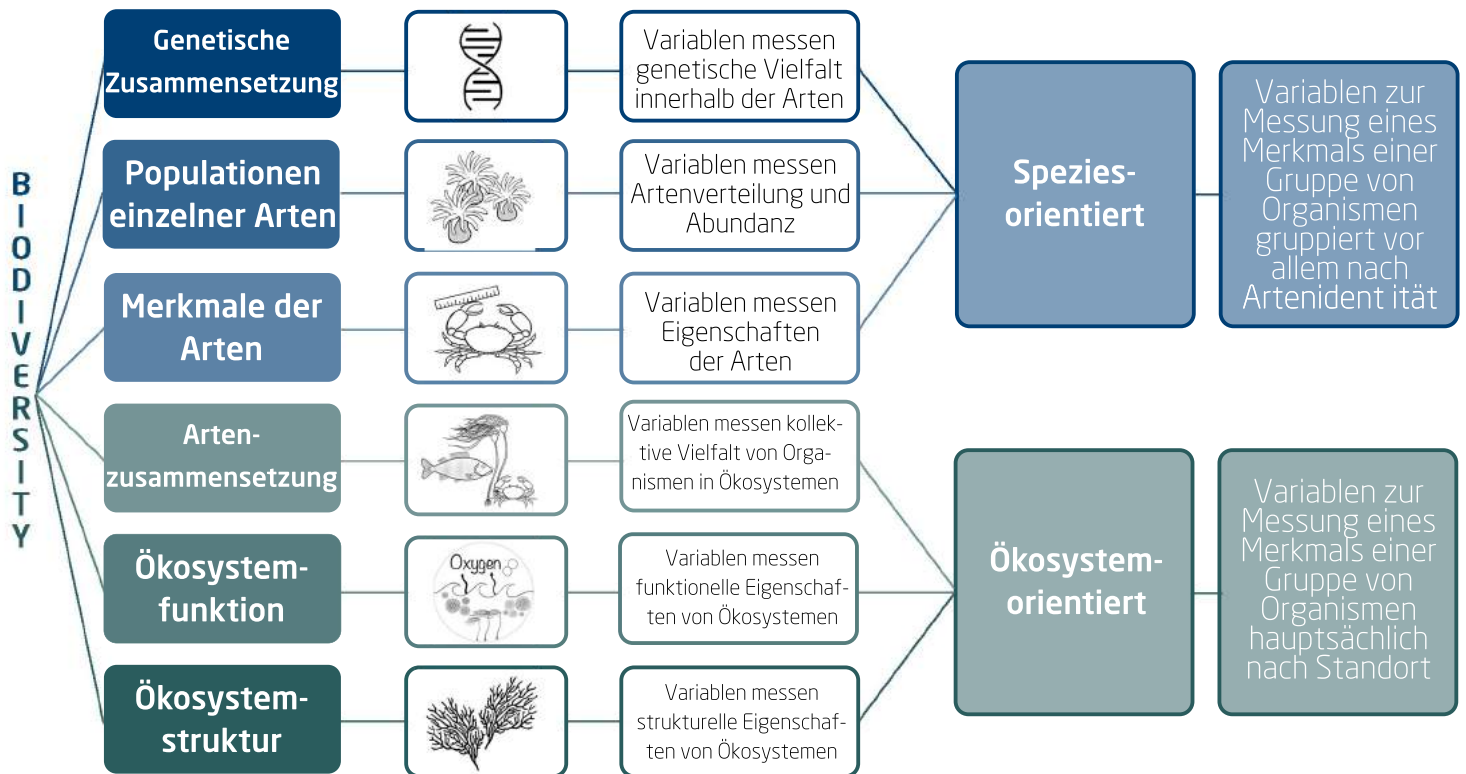 BIODIVERSITY
Genetische
Zusammensetzung
Variablen messen
genetische Vielfalt
innerhalb der Arten
Populationen
einzelner Arten
Variablen messen
Artenverteilung und
Abundanz
Merkmale der
Arten
Variablen messen
Eigenschaften
der Arten
Spezies-
orientiert
Variablen zur
Messung eines
Merkmals einer
Gruppe von
Organismen
gruppiert vor
allem nach
Artenident ität
Arten-
zusammensetzung
Variablen messen kollek-
tive Vielfalt von Orga-
nismen in Ökosystemen
Ökosystem-
funktion
Oxygen
Variablen messen
funktionelle Eigenschaf-
ten von Ökosystemen
Ökosystem-
struktur
Variablen messen
strukturelle Eigenschaf-
ten von Ökosystemen
Ökosystem-
orientiert
Variablen zur
Messung eines
Merkmals einer
Gruppe von
Organismen
hauptsächlich
nach Standort